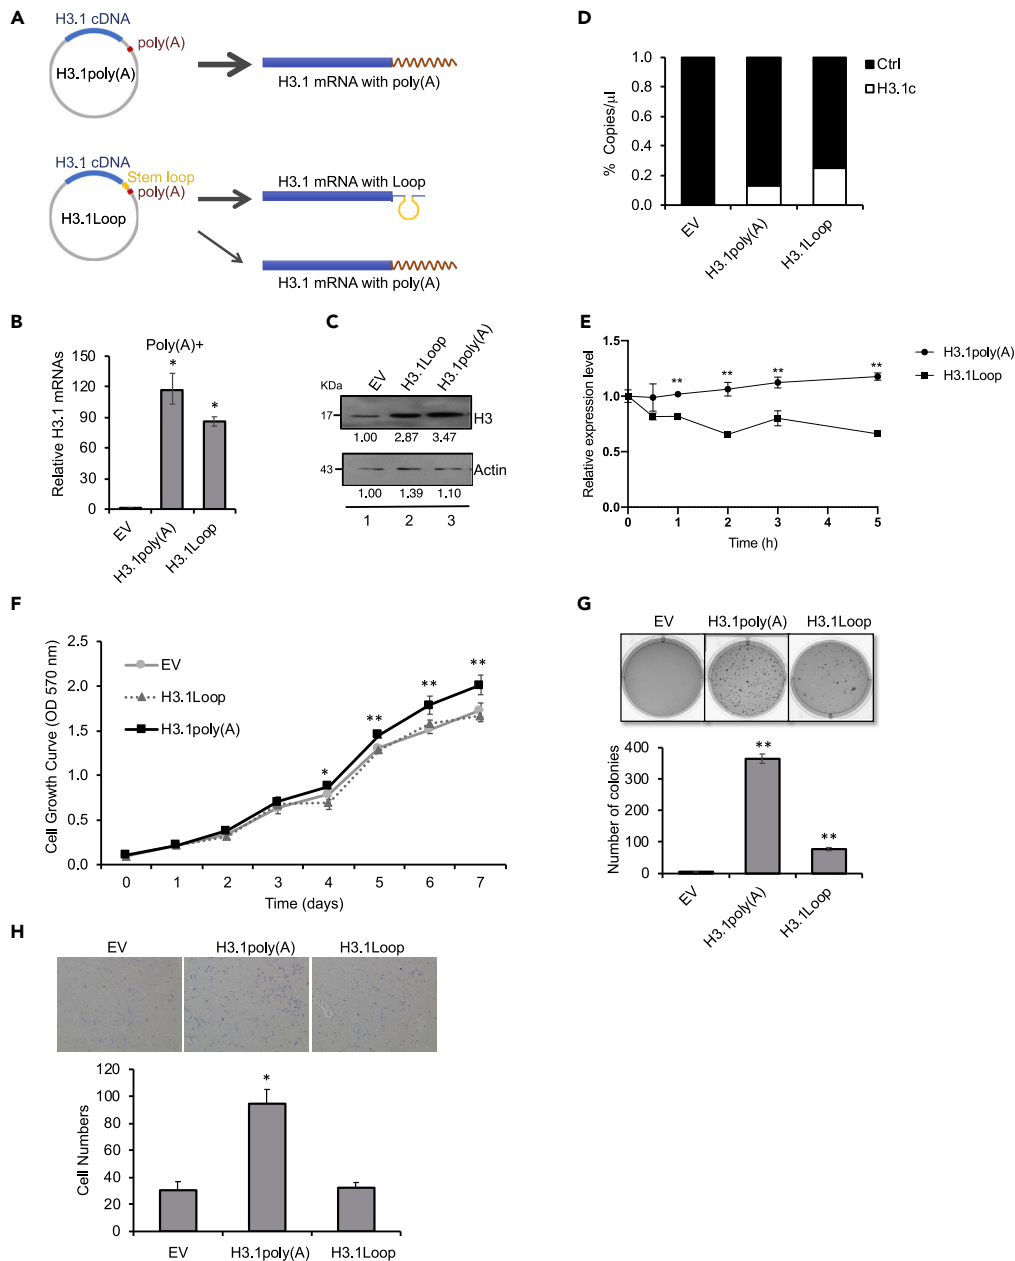 A
H3.1 cDNA
poly(A)
H3.1poly(A)
H3.1 mRNA with poly(A)
H3.1 cDNA
Stem loop
poly(A)
H3.1Loop
H3.1 mRNA with Loop
H3.1 mRNA with poly(A)
B
Poly(A)+
Relative H3.1 mRNAs
150
120
90
60
30
0
*
*
EV
H3.1poly(A)
H3.1Loop
C
EV
H3.1Loop
H3.1poly(A)
KDa
17
H3
1.00 2.87 3.47
43
Actin
1.00 1.39 1.10
1 2 3
D
% Copies/µl
1.0
0.8
0.6
0.4
0.2
0.0
Ctrl
H3.1c
EV
H3.1poly(A)
H3.1Loop
E
Relative expression level
1.5
1.0
0.5
0.0
** ** ** **
H3.1poly(A)
H3.1Loop
0 1 2 3 5
Time (h)
F
Cell Growth Curve (OD 570 nm)
2.5
2.0
1.5
1.0
0.5
0.0
EV
H3.1Loop
H3.1poly(A)
* ** ** **
0 1 2 3 4 5 6 7
Time (days)
G
EV H3.1poly(A) H3.1Loop
Number of colonies
400
300
200
100
0
**
**
EV
H3.1poly(A)
H3.1Loop
H
EV H3.1poly(A) H3.1Loop
Cell Numbers
120
100
80
60
40
20
0
*
EV H3.1poly(A) H3.1Loop